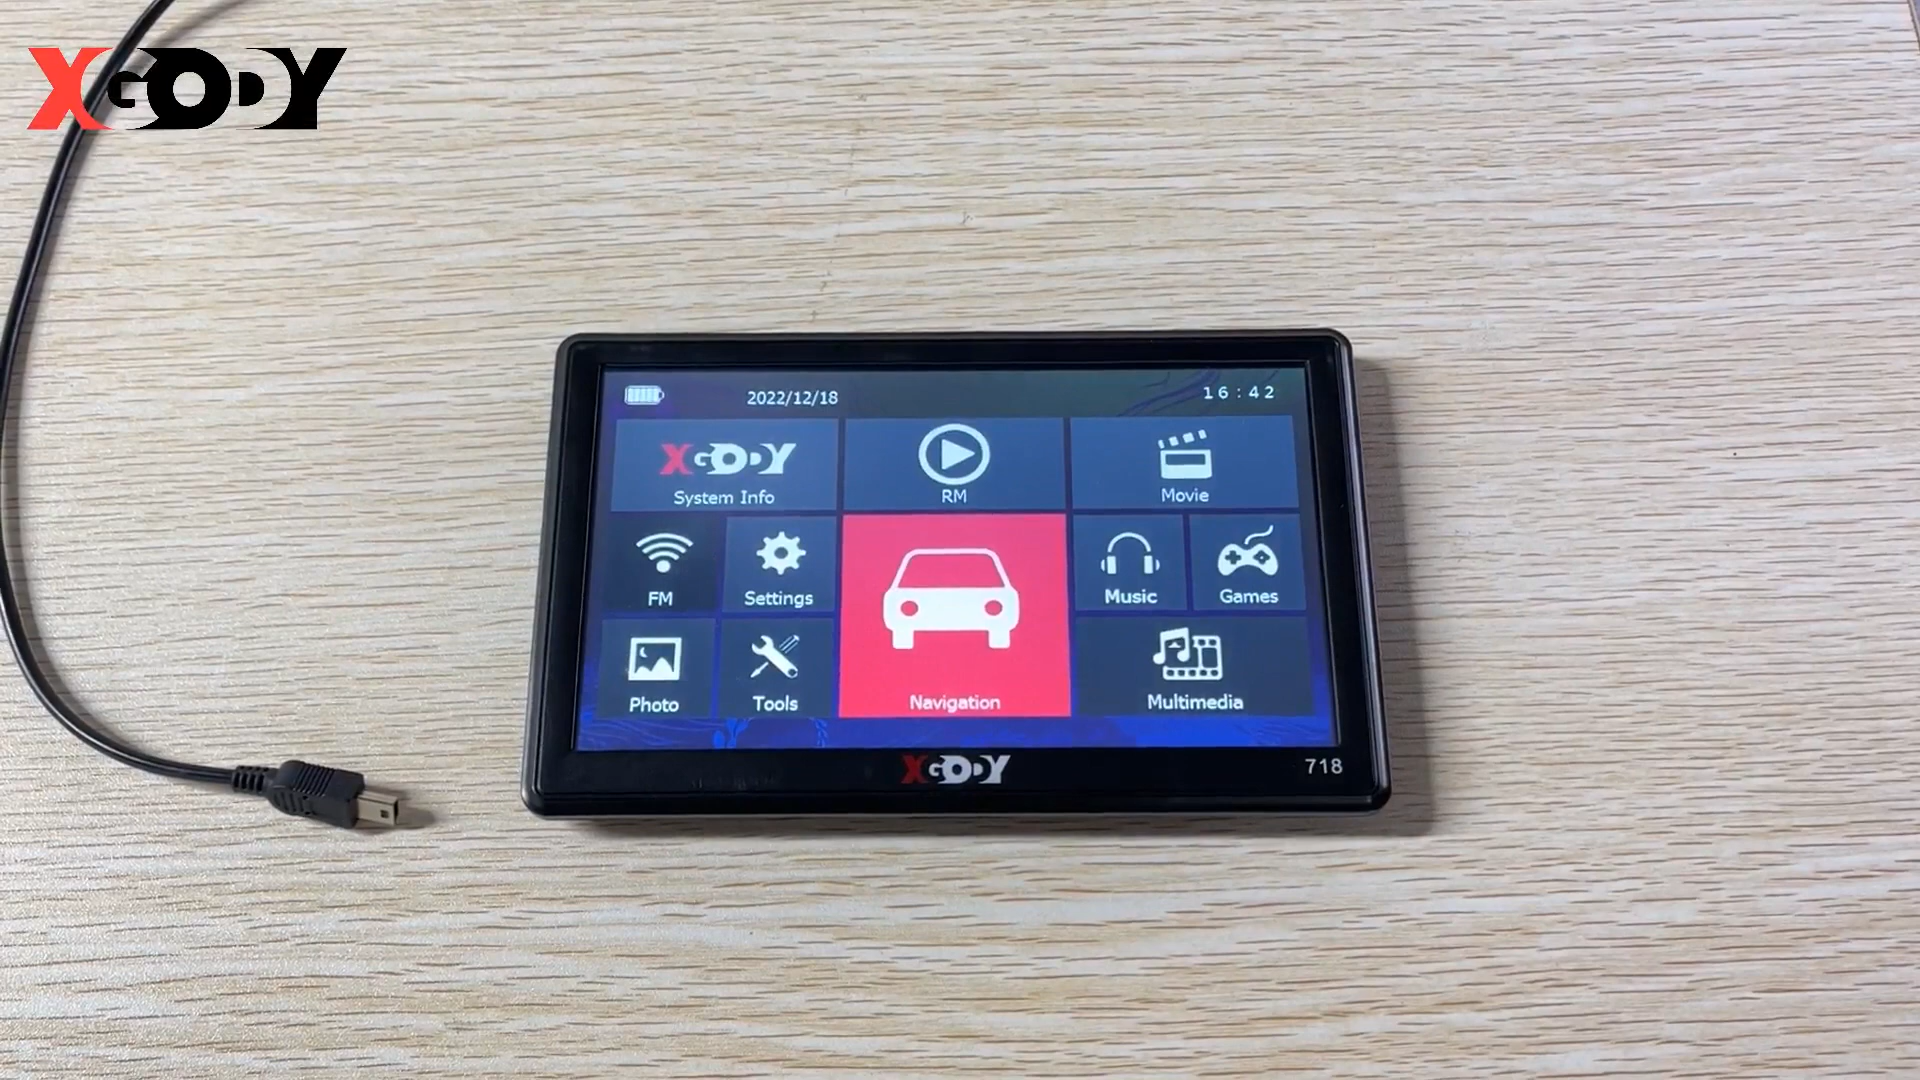 XGODY
2022/12/18
16:42
XGODY
System Info
RM
Movie
FM
Settings
Navigation
Music
Games
Photo
Tools
Multimedia
XGODY
718